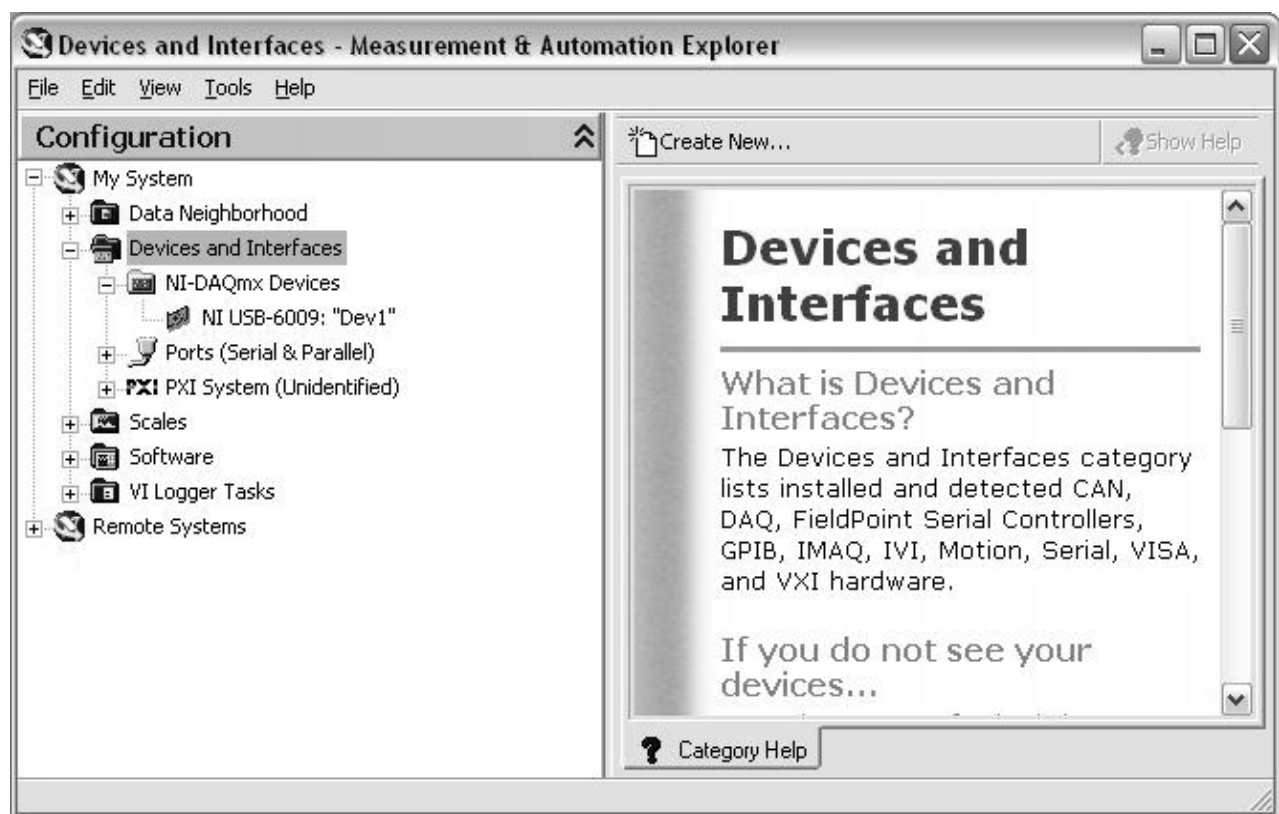 Devices and Interfaces - Measurement & Automation Explorer
File Edit View Tools Help
Configuration
My System
Data Neighborhood
Devices and Interfaces
NI-DAQmx Devices
NI USB-6009: "Dev1"
Ports (Serial & Parallel)
PXI PXI System (Unidentified)
Scales
Software
VI Logger Tasks
Remote Systems
Create New...
Show Help
Devices and
Interfaces
What is Devices and
Interfaces?
The Devices and Interfaces category
lists installed and detected CAN,
DAQ, FieldPoint Serial Controllers,
GPIB, IMAQ, IVI, Motion, Serial, VISA,
and VXI hardware.
If you do not see your
devices...
Category Help